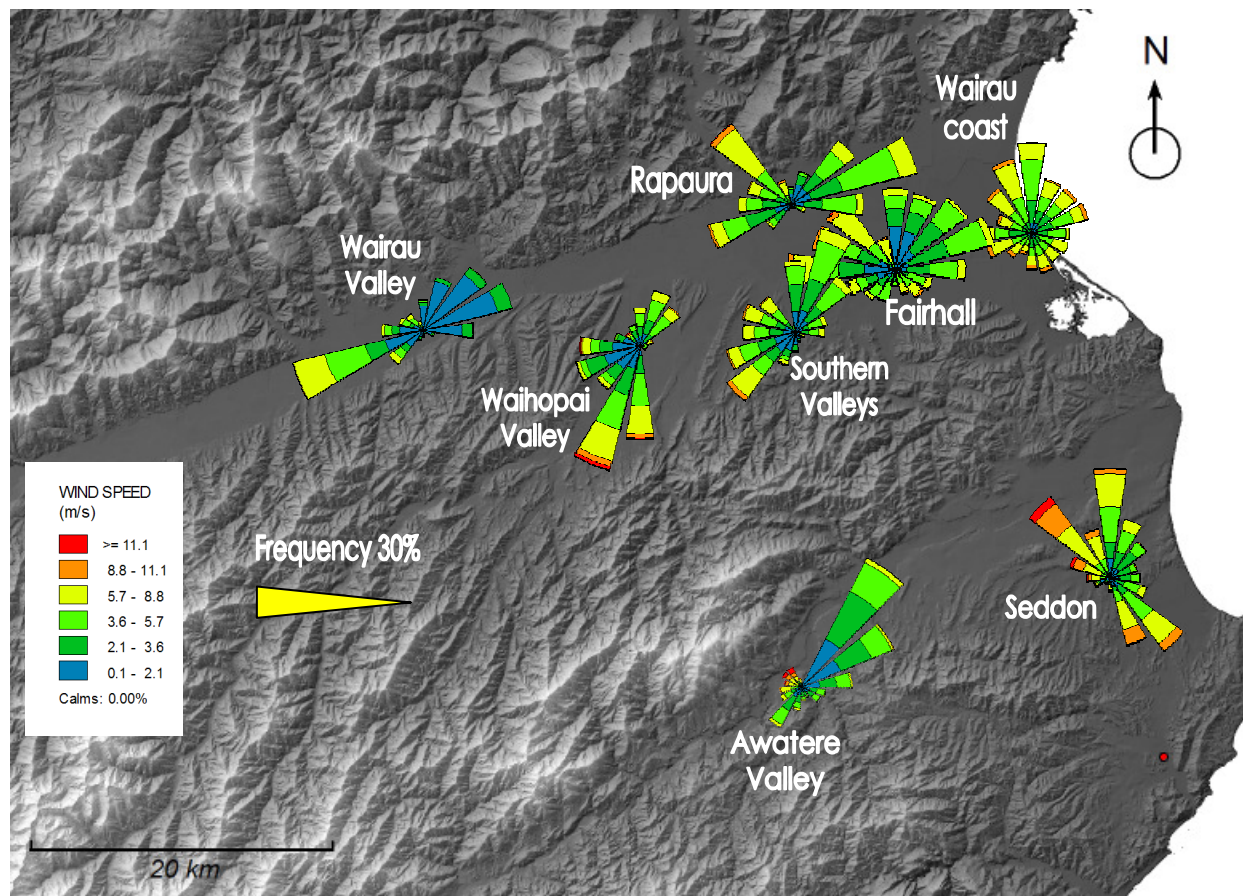 N
Wairau
coast
Rapaura
Wairau
Valley
Fairhall
Waihopai
Valley
Southern
Valleys
WIND SPEED
(m/s)
>= 11.1
8.8 - 11.1
5.7 - 8.8
3.6 - 5.7
2.1 - 3.6
0.1 - 2.1
Calms: 0.00%
Frequency 30%
Seddon
Awatere
Valley
20 km